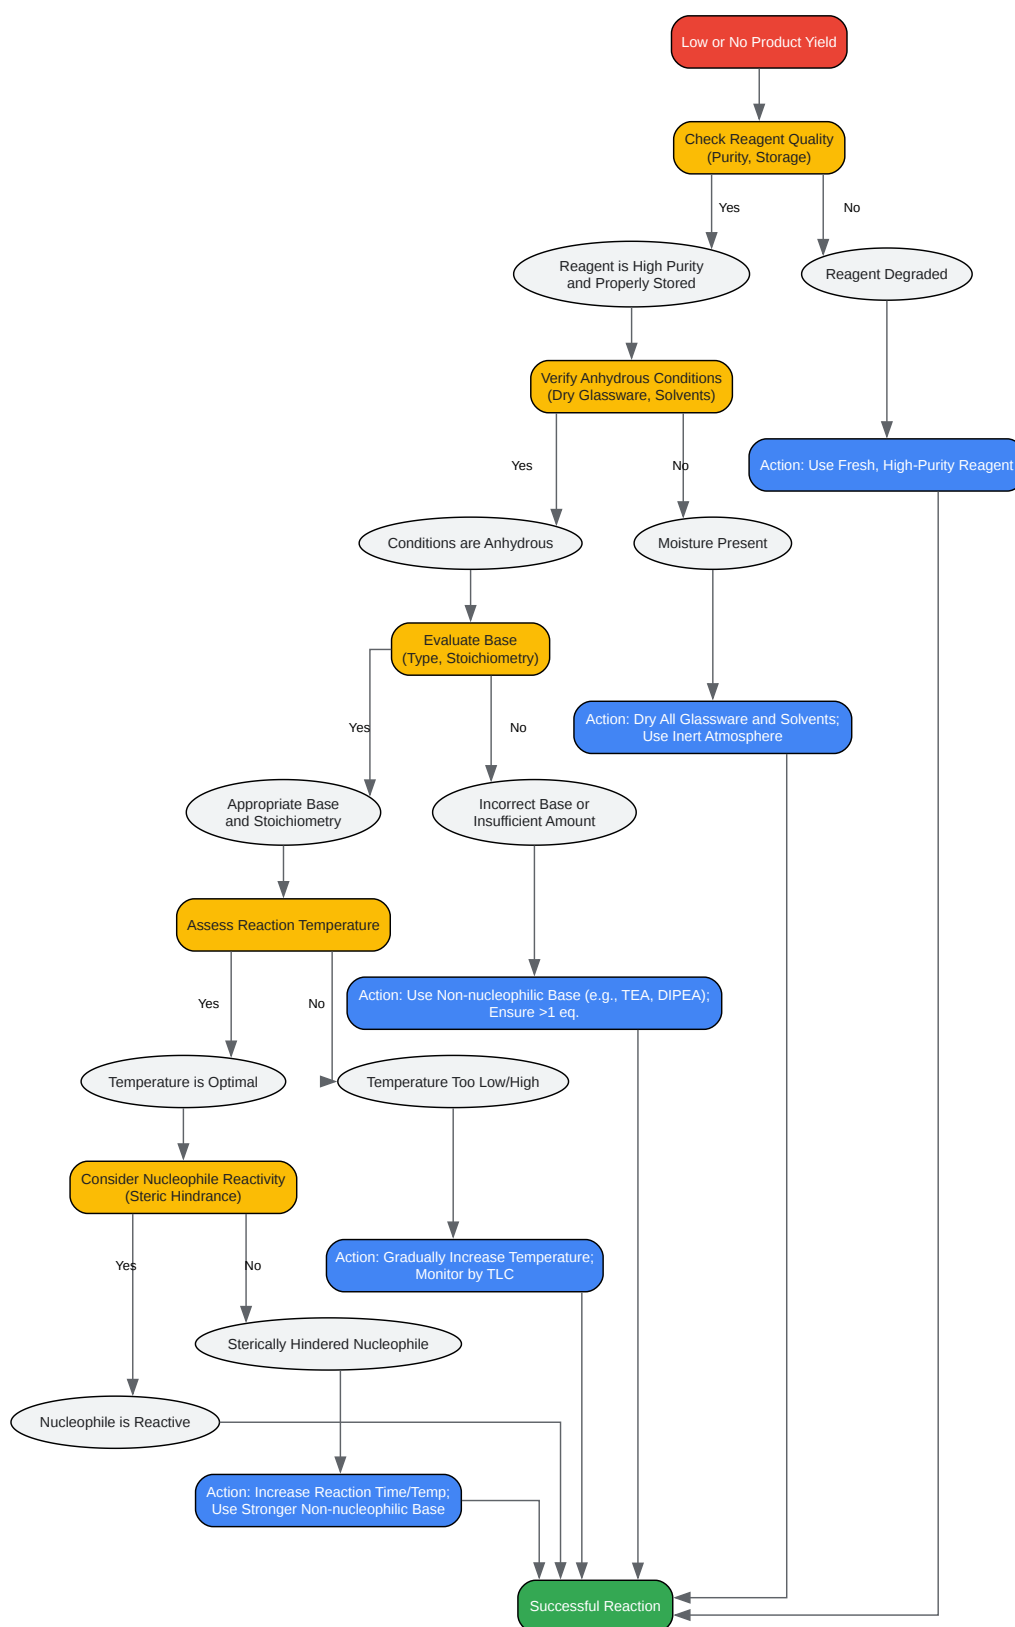 Low or No Product Yield
Check Reagent Quality
(Purity, Storage)
Yes
No
Reagent is High Purity
and Properly Stored
Reagent Degraded
Verify Anhydrous Conditions
(Dry Glassware, Solvents)
Yes
No
Action: Use Fresh, High-Purity Reagent
Conditions are Anhydrous
Moisture Present
Evaluate Base
(Type, Stoichiometry)
Yes
No
Action: Dry All Glassware and Solvents;
Use Inert Atmosphere
Appropriate Base
and Stoichiometry
Incorrect Base or
Insufficient Amount
Assess Reaction Temperature
Yes
No
Action: Use Non-nucleophilic Base (e.g., TEA, DIPEA);
Ensure >1 eq.
Temperature is Optimal
Temperature Too Low/High
Consider Nucleophile Reactivity
(Steric Hindrance)
Yes
No
Action: Gradually Increase Temperature;
Monitor by TLC
Sterically Hindered Nucleophile
Nucleophile is Reactive
Action: Increase Reaction Time/Temp;
Use Stronger Non-nucleophilic Base
Successful Reaction